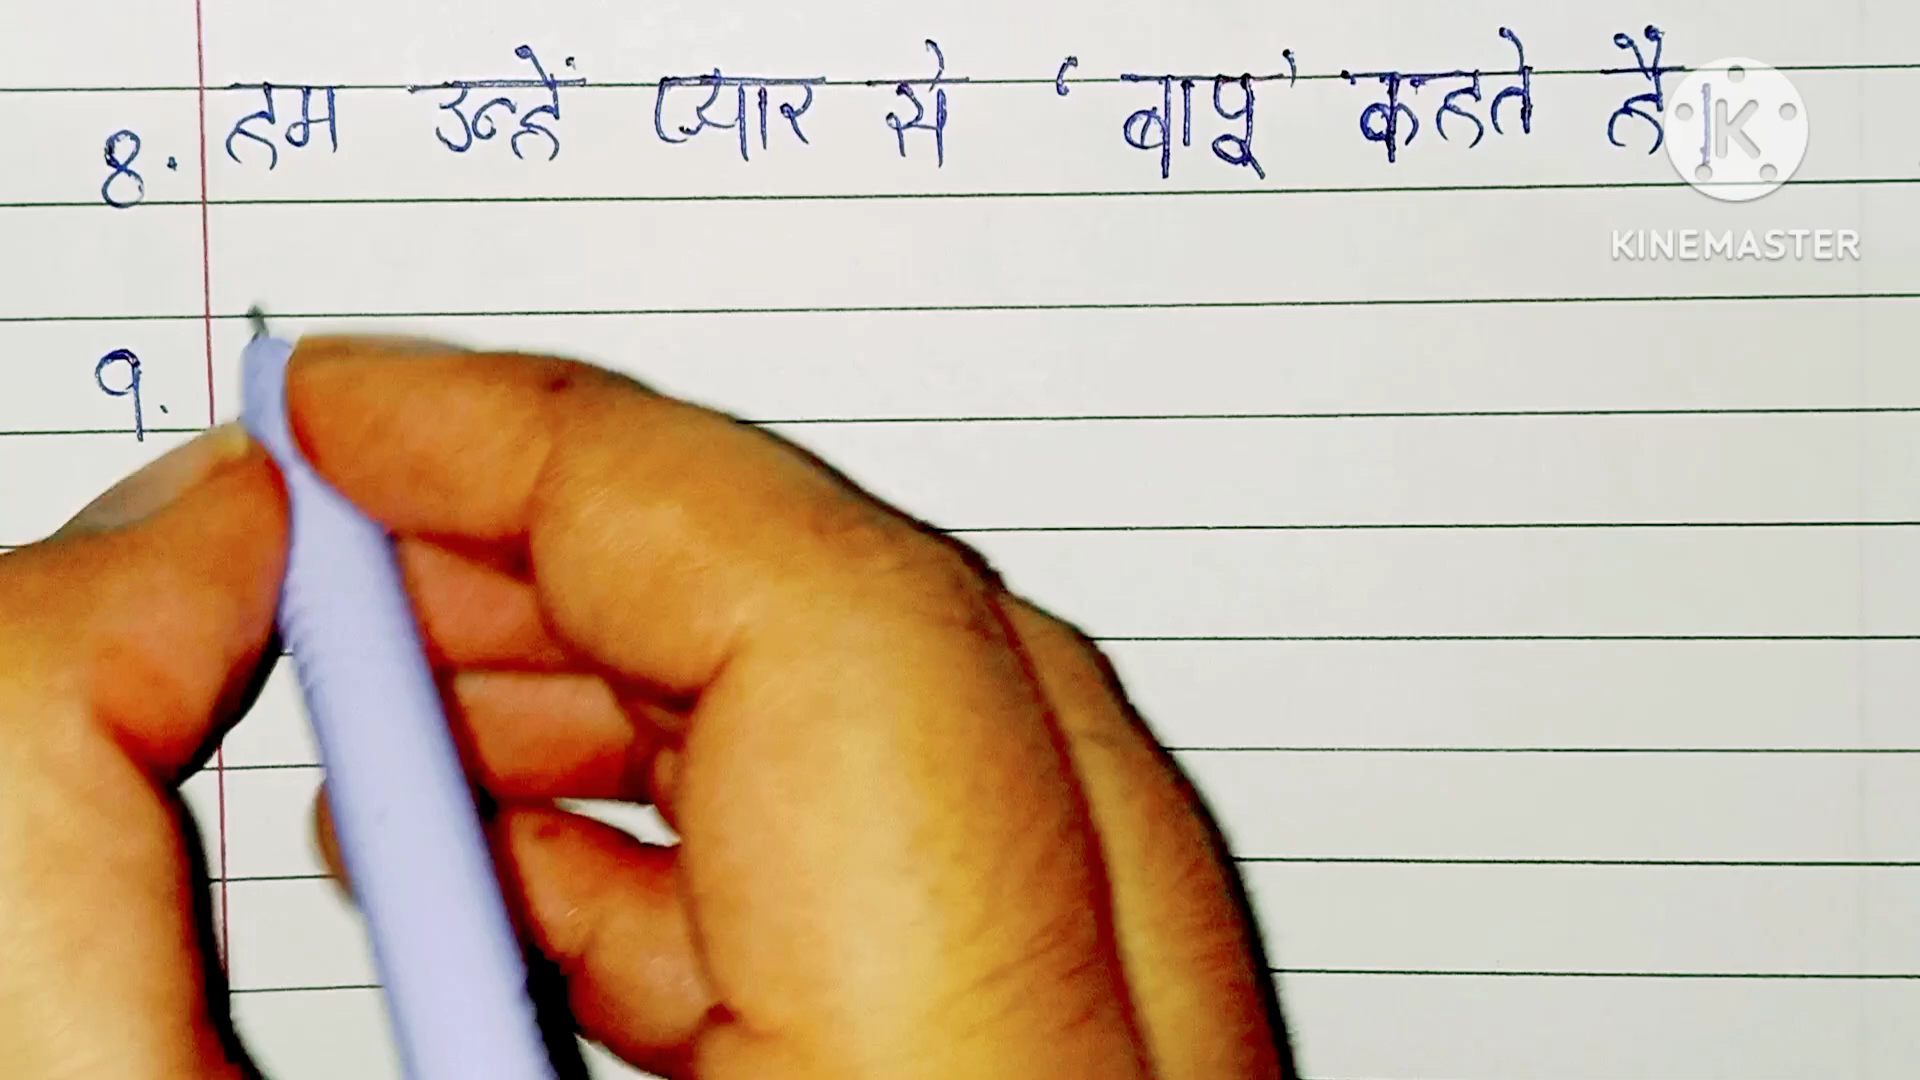 8. हम उन्हें प्यार से ‘बापू’ कहते हैं।
9.
K
KINEMASTER